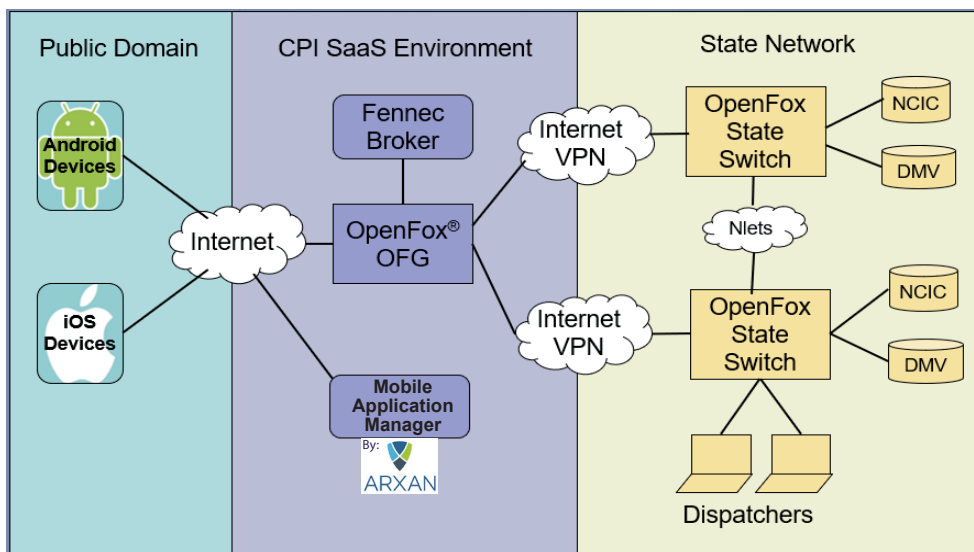 Public Domain
CPI SaaS Environment
State Network
Android
Devices
iOS
Devices
Internet
Fennec
Broker
OpenFox®
OFG
Mobile
Application
Manager
By:
ARXAN
Internet
VPN
Internet
VPN
OpenFox
State
Switch
NCIC
DMV
Nlets
OpenFox
State
Switch
NCIC
DMV
Dispatchers